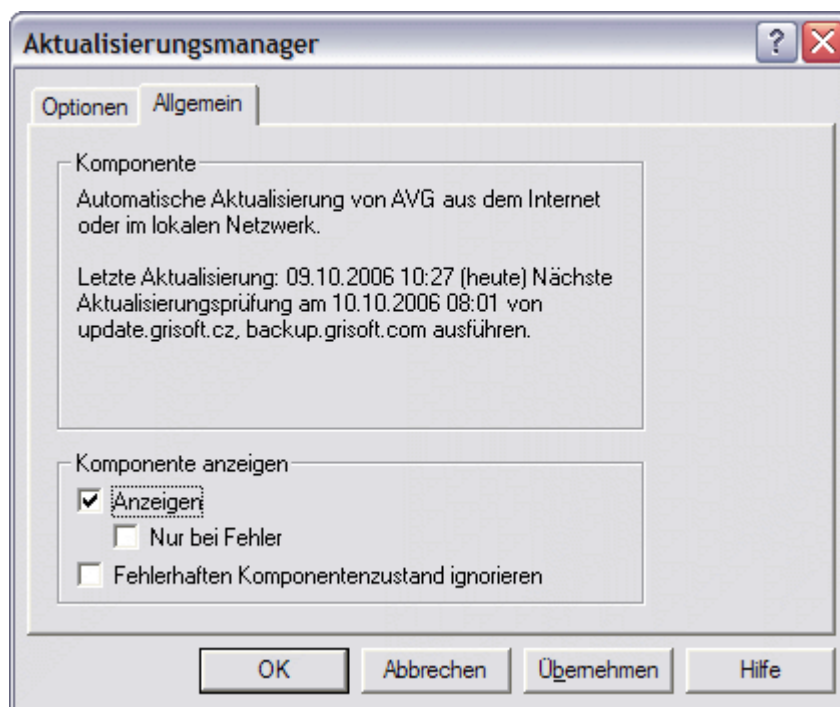 Aktualisierungsmanager
Optionen
Allgemein
Komponente
Automatische Aktualisierung von AVG aus dem Internet
oder im lokalen Netzwerk.
Letzte Aktualisierung: 09.10.2006 10:27 (heute) Nächste
Aktualisierungsprüfung am 10.10.2006 08:01 von
update.grisoft.cz, backup.grisoft.com ausführen.
Komponente anzeigen
Anzeigen
Nur bei Fehler
Fehlerhaften Komponentenzustand ignorieren
OK
Abbrechen
Übernehmen
Hilfe